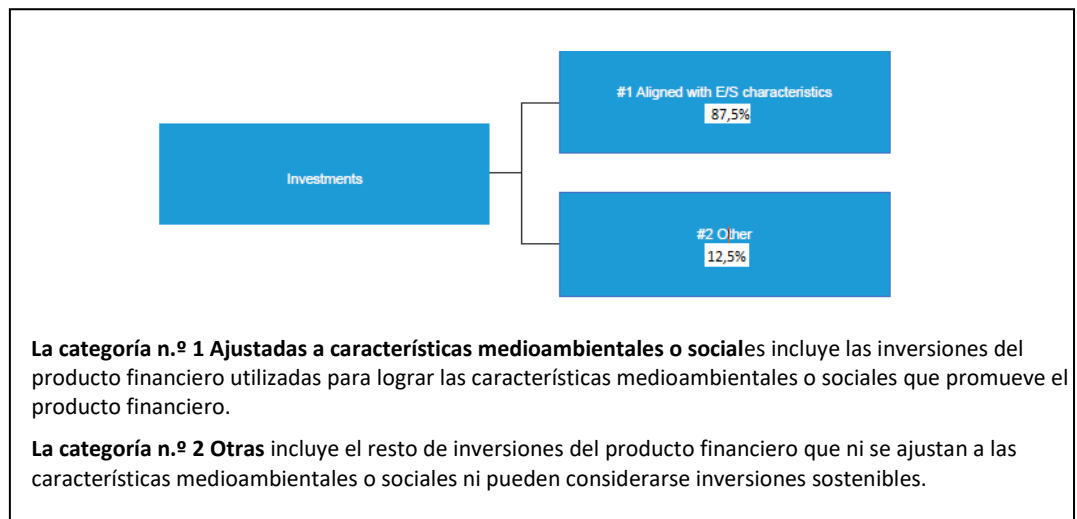 #1 Aligned with E/S characteristics
87,5%
Investments
#2 Other
12,5%
La categoría n.º 1 Ajustadas a características medioambientales o sociales incluye las inversiones del
producto financiero utilizadas para lograr las características medioambientales o sociales que promueve el
producto financiero.
La categoría n.º 2 Otras incluye el resto de inversiones del producto financiero que ni se ajustan a las
características medioambientales o sociales ni pueden considerarse inversiones sostenibles.